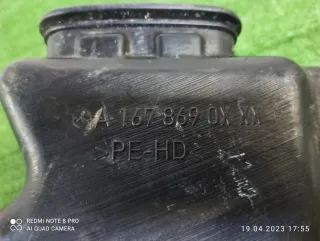 A 167 869 0X XX
PE-HD
REDMI NOTE 8 PRO
AI QUAD CAMERA
19.04.2023 17:55